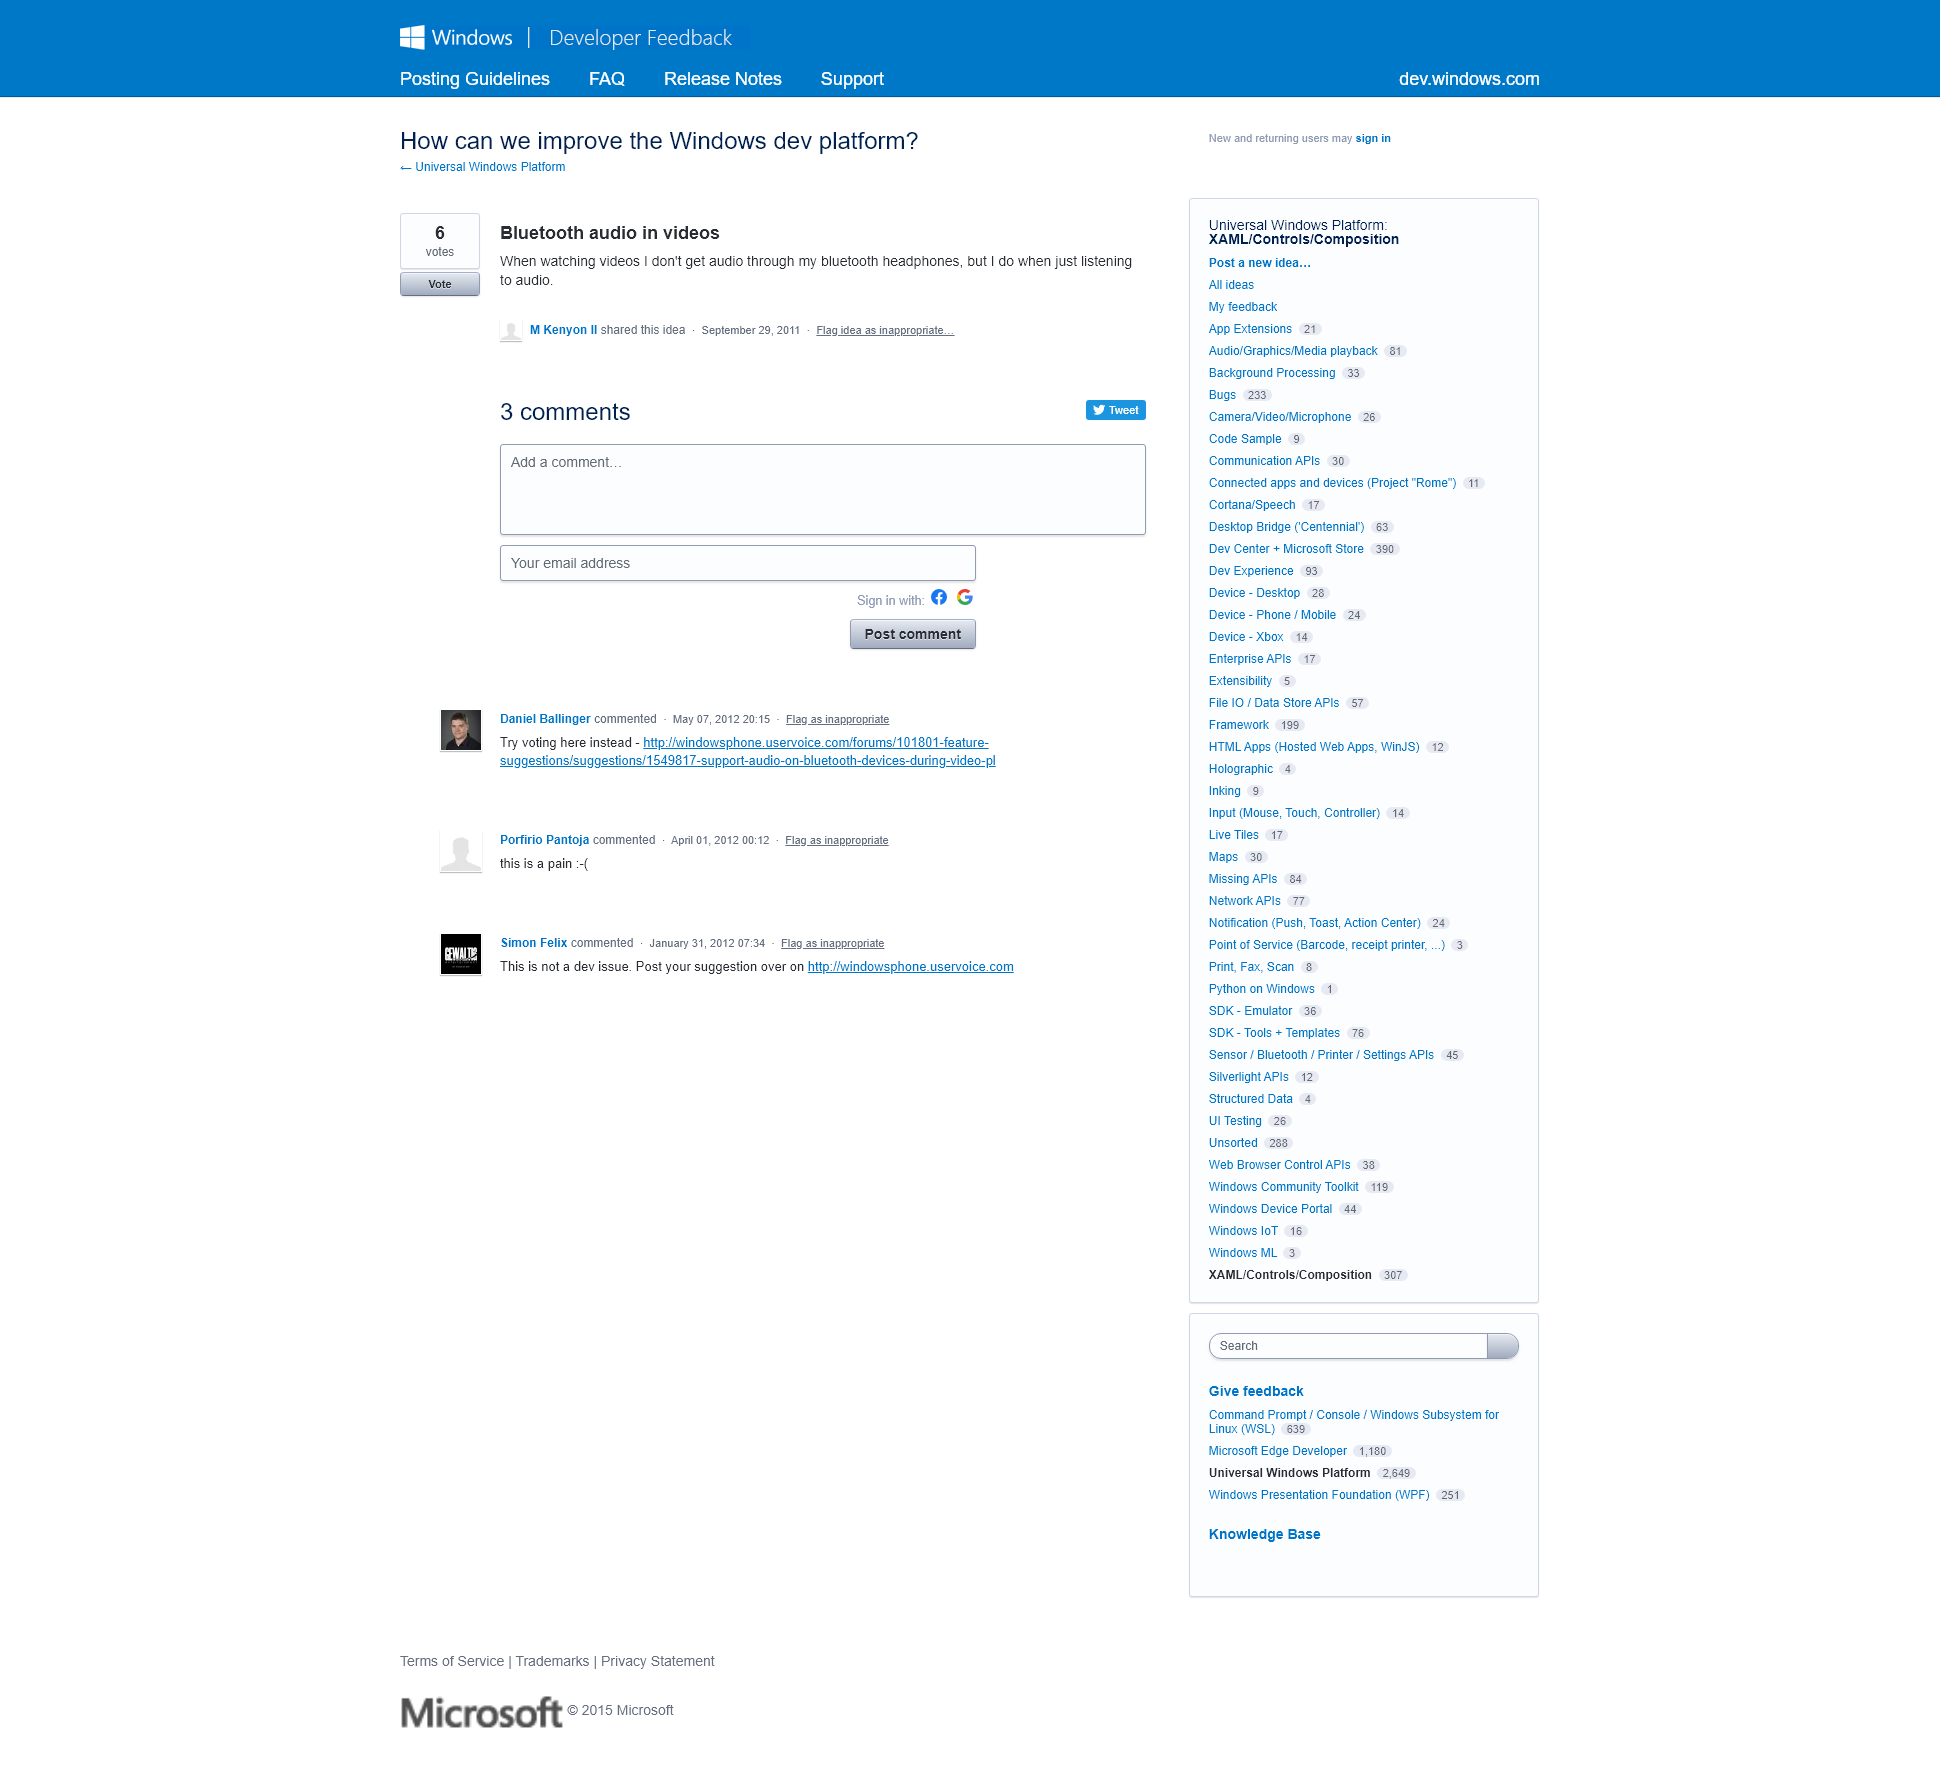 Windows | Developer Feedback
Posting Guidelines FAQ Release Notes Support dev.windows.com
How can we improve the Windows dev platform?
← Universal Windows Platform
New and returning users may sign in
6
votes
Vote
Bluetooth audio in videos
When watching videos I don't get audio through my bluetooth headphones, but I do when just listening
to audio.
M Kenyon II shared this idea · September 29, 2011 · Flag idea as inappropriate…
3 comments
Tweet
Add a comment…
Your email address
Sign in with:
Post comment
Daniel Ballinger commented · May 07, 2012 20:15 · Flag as inappropriate
Try voting here instead - http://windowsphone.uservoice.com/forums/101801-feature-
suggestions/suggestions/1549817-support-audio-on-bluetooth-devices-during-video-pl
Porfirio Pantoja commented · April 01, 2012 00:12 · Flag as inappropriate
this is a pain :-(
Simon Felix commented · January 31, 2012 07:34 · Flag as inappropriate
This is not a dev issue. Post your suggestion over on http://windowsphone.uservoice.com
Universal Windows Platform:
XAML/Controls/Composition
Post a new idea…
All ideas
My feedback
App Extensions 21
Audio/Graphics/Media playback 81
Background Processing 33
Bugs 233
Camera/Video/Microphone 26
Code Sample 9
Communication APIs 30
Connected apps and devices (Project "Rome") 11
Cortana/Speech 17
Desktop Bridge ('Centennial') 63
Dev Center + Microsoft Store 390
Dev Experience 93
Device - Desktop 28
Device - Phone / Mobile 24
Device - Xbox 14
Enterprise APIs 17
Extensibility 5
File IO / Data Store APIs 57
Framework 199
HTML Apps (Hosted Web Apps, WinJS) 12
Holographic 4
Inking 9
Input (Mouse, Touch, Controller) 14
Live Tiles 17
Maps 30
Missing APIs 84
Network APIs 77
Notification (Push, Toast, Action Center) 24
Point of Service (Barcode, receipt printer, ...) 3
Print, Fax, Scan 8
Python on Windows 1
SDK - Emulator 36
SDK - Tools + Templates 76
Sensor / Bluetooth / Printer / Settings APIs 45
Silverlight APIs 12
Structured Data 4
UI Testing 26
Unsorted 288
Web Browser Control APIs 38
Windows Community Toolkit 119
Windows Device Portal 44
Windows IoT 16
Windows ML 3
XAML/Controls/Composition 307
Search
Give feedback
Command Prompt / Console / Windows Subsystem for
Linux (WSL) 639
Microsoft Edge Developer 1,180
Universal Windows Platform 2,649
Windows Presentation Foundation (WPF) 251
Knowledge Base
Terms of Service | Trademarks | Privacy Statement
Microsoft © 2015 Microsoft